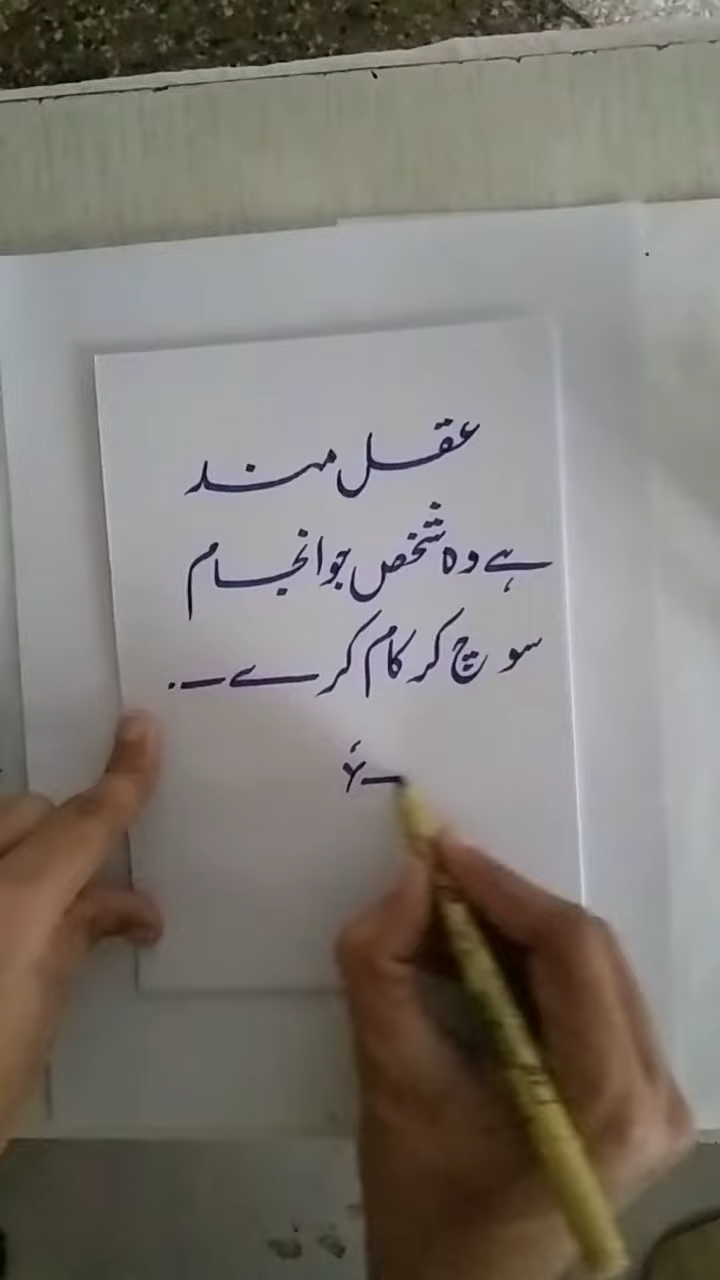 عقل مند
ہے وہ شخص جو انجام
سوچ کر کام کرے ۔۔